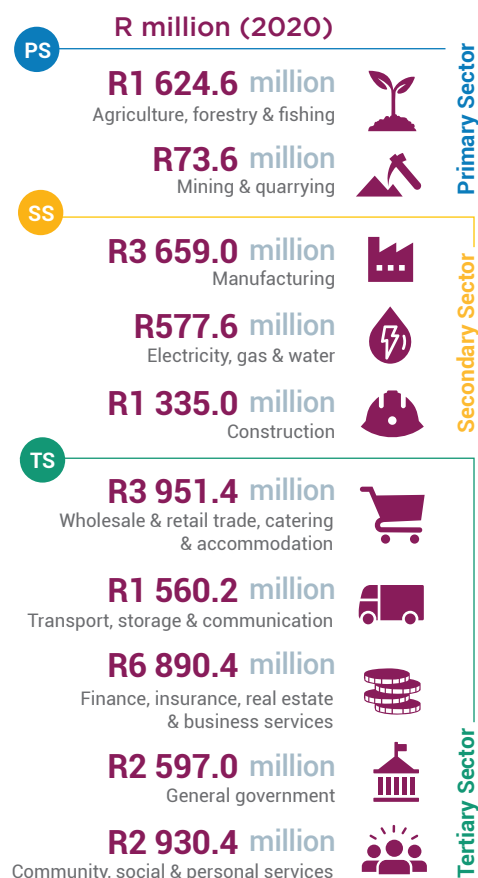 R million (2020)
PS
Primary Sector
R1 624.6 million
Agriculture, forestry & fishing
R73.6 million
Mining & quarrying
SS
Secondary Sector
R3 659.0 million
Manufacturing
R577.6 million
Electricity, gas & water
R1 335.0 million
Construction
TS
Tertiary Sector
R3 951.4 million
Wholesale & retail trade, catering
& accommodation
R1 560.2 million
Transport, storage & communication
R6 890.4 million
Finance, insurance, real estate
& business services
R2 597.0 million
General government
R2 930.4 million
Community, social & personal services